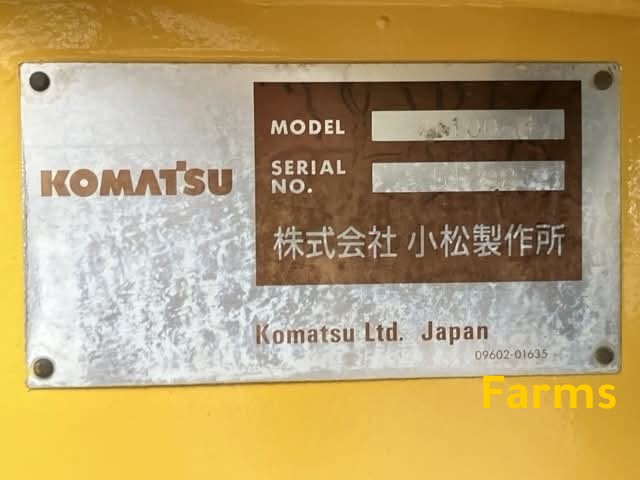 KOMATSU
MODEL
SERIAL
NO.
株式会社 小松製作所
Komatsu Ltd. Japan
09602-01635
Farms